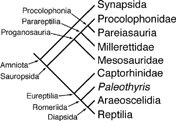 Synapsida
Procolophonia
Procolophonidae
Parareptilia
Pareiasauria
Proganosauria
Millerettidae
Mesosauridae
Amniota
Captorhinidae
Sauropsida
Paleothyris
Eureptilia
Araeoscelidia
Romeriida
Reptilia
Diapsida